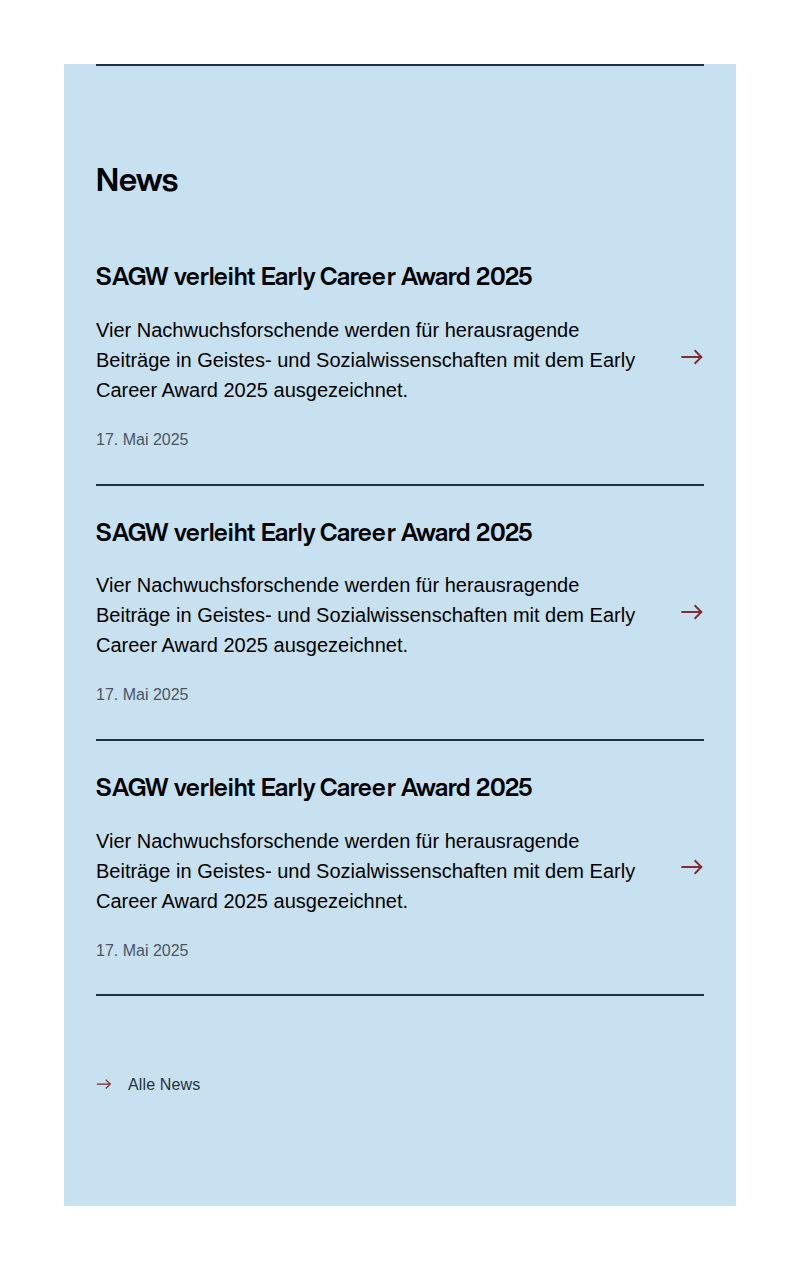 News
SAGW verleiht Early Career Award 2025
Vier Nachwuchsforschende werden für herausragende
Beiträge in Geistes- und Sozialwissenschaften mit dem Early
Career Award 2025 ausgezeichnet.
17. Mai 2025
SAGW verleiht Early Career Award 2025
Vier Nachwuchsforschende werden für herausragende
Beiträge in Geistes- und Sozialwissenschaften mit dem Early
Career Award 2025 ausgezeichnet.
17. Mai 2025
SAGW verleiht Early Career Award 2025
Vier Nachwuchsforschende werden für herausragende
Beiträge in Geistes- und Sozialwissenschaften mit dem Early
Career Award 2025 ausgezeichnet.
17. Mai 2025
Alle News